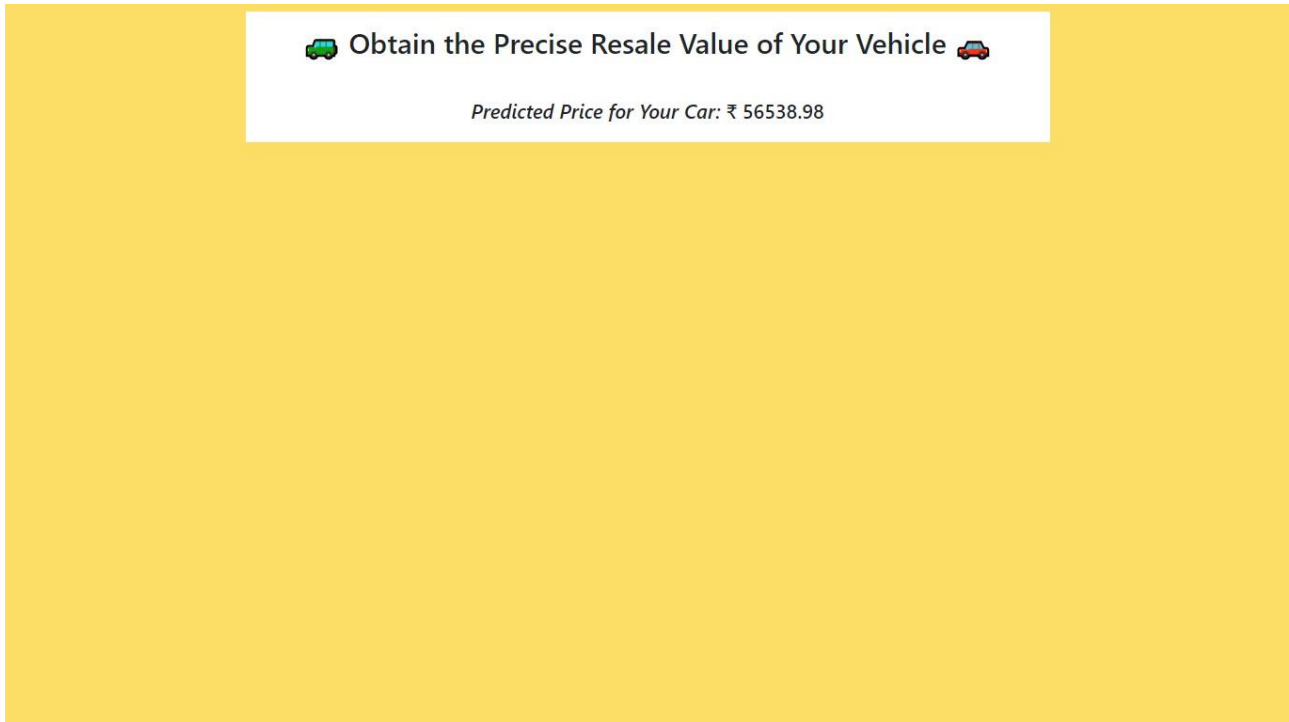 🚙 Obtain the Precise Resale Value of Your Vehicle 🚗
Predicted Price for Your Car: ₹ 56538.98